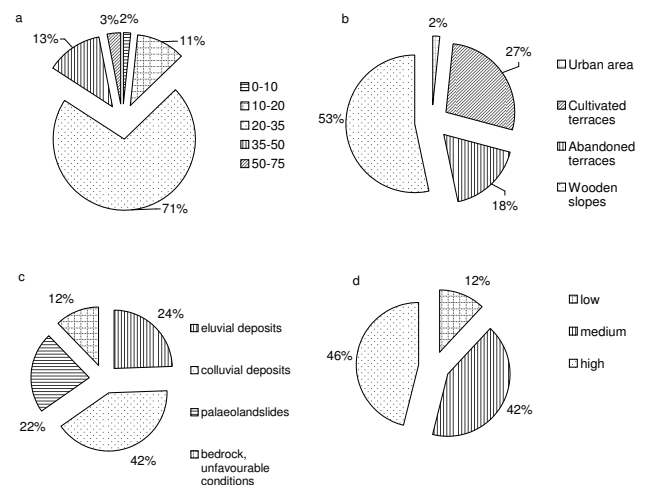 a
3%
2%
11%
13%
71%
0-10
10-20
20-35
35-50
50-75
b
2%
27%
53%
18%
Urban area
Cultivated
terraces
Abandoned
terraces
Wooden
slopes
c
12%
24%
22%
42%
eluvial deposits
colluvial deposits
palaeolandslides
bedrock,
unfavourable
conditions
d
12%
46%
42%
low
medium
high